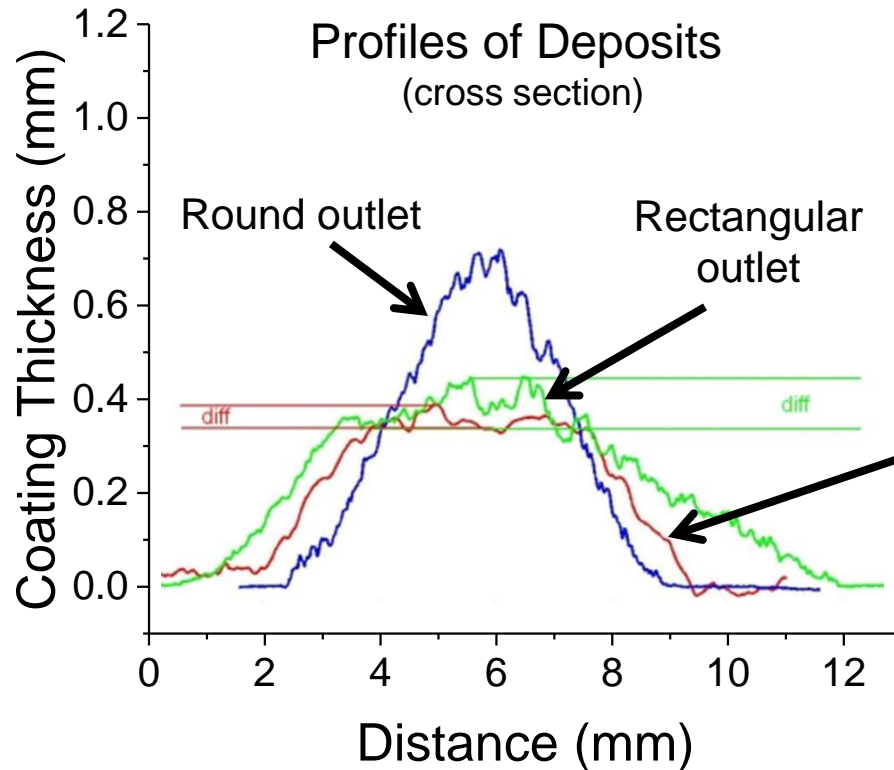 Profiles of Deposits
(cross section)
Coating Thickness (mm)
1.2
1.0
0.8
0.6
0.4
0.2
0.0
Round outlet
Rectangular
outlet
diff
diff
0
2
4
6
8
10
12
Distance (mm)